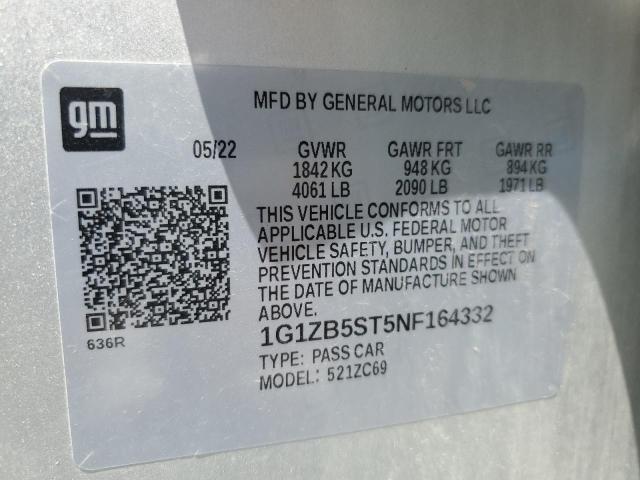 gm
MFD BY GENERAL MOTORS LLC
05/22 GVWR GAWR FRT GAWR RR
1842 KG 948 KG 894 KG
4061 LB 2090 LB 1971 LB
THIS VEHICLE CONFORMS TO ALL
APPLICABLE U.S. FEDERAL MOTOR
VEHICLE SAFETY, BUMPER, AND THEFT
PREVENTION STANDARDS IN EFFECT ON
THE DATE OF MANUFACTURE SHOWN
ABOVE.
1G1ZB5ST5NF164332
636R
TYPE: PASS CAR
MODEL: 521ZC69